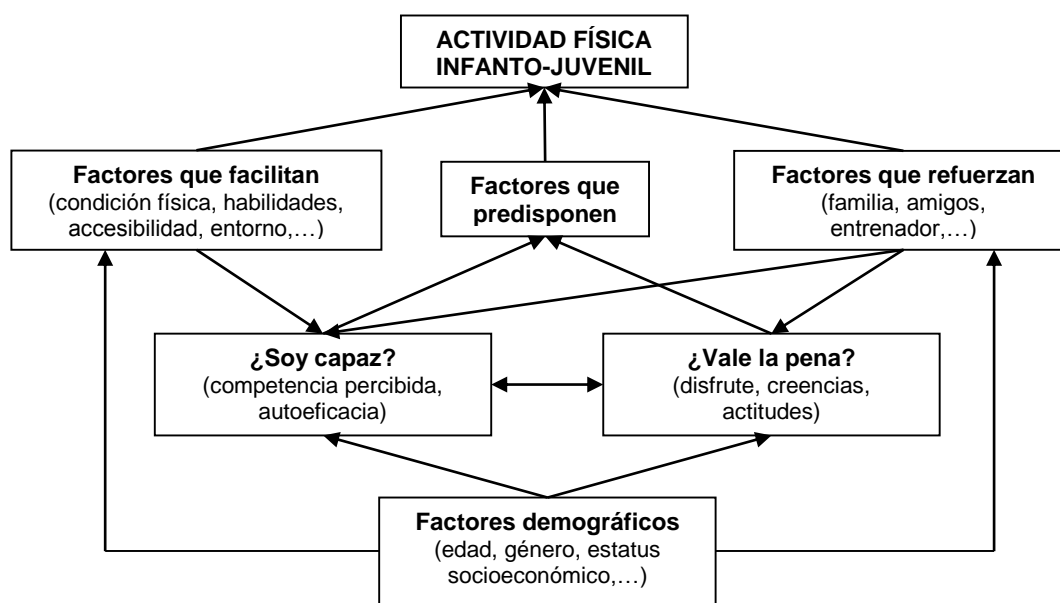 ACTIVIDAD FÍSICA
INFANTO-JUVENIL
Factores que facilitan
(condición física, habilidades,
accesibilidad, entorno,…)
Factores que
predisponen
Factores que refuerzan
(familia, amigos,
entrenador,…)
¿Soy capaz?
(competencia percibida,
autoeficacia)
¿Vale la pena?
(disfrute, creencias,
actitudes)
Factores demográficos
(edad, género, estatus
socioeconómico,…)